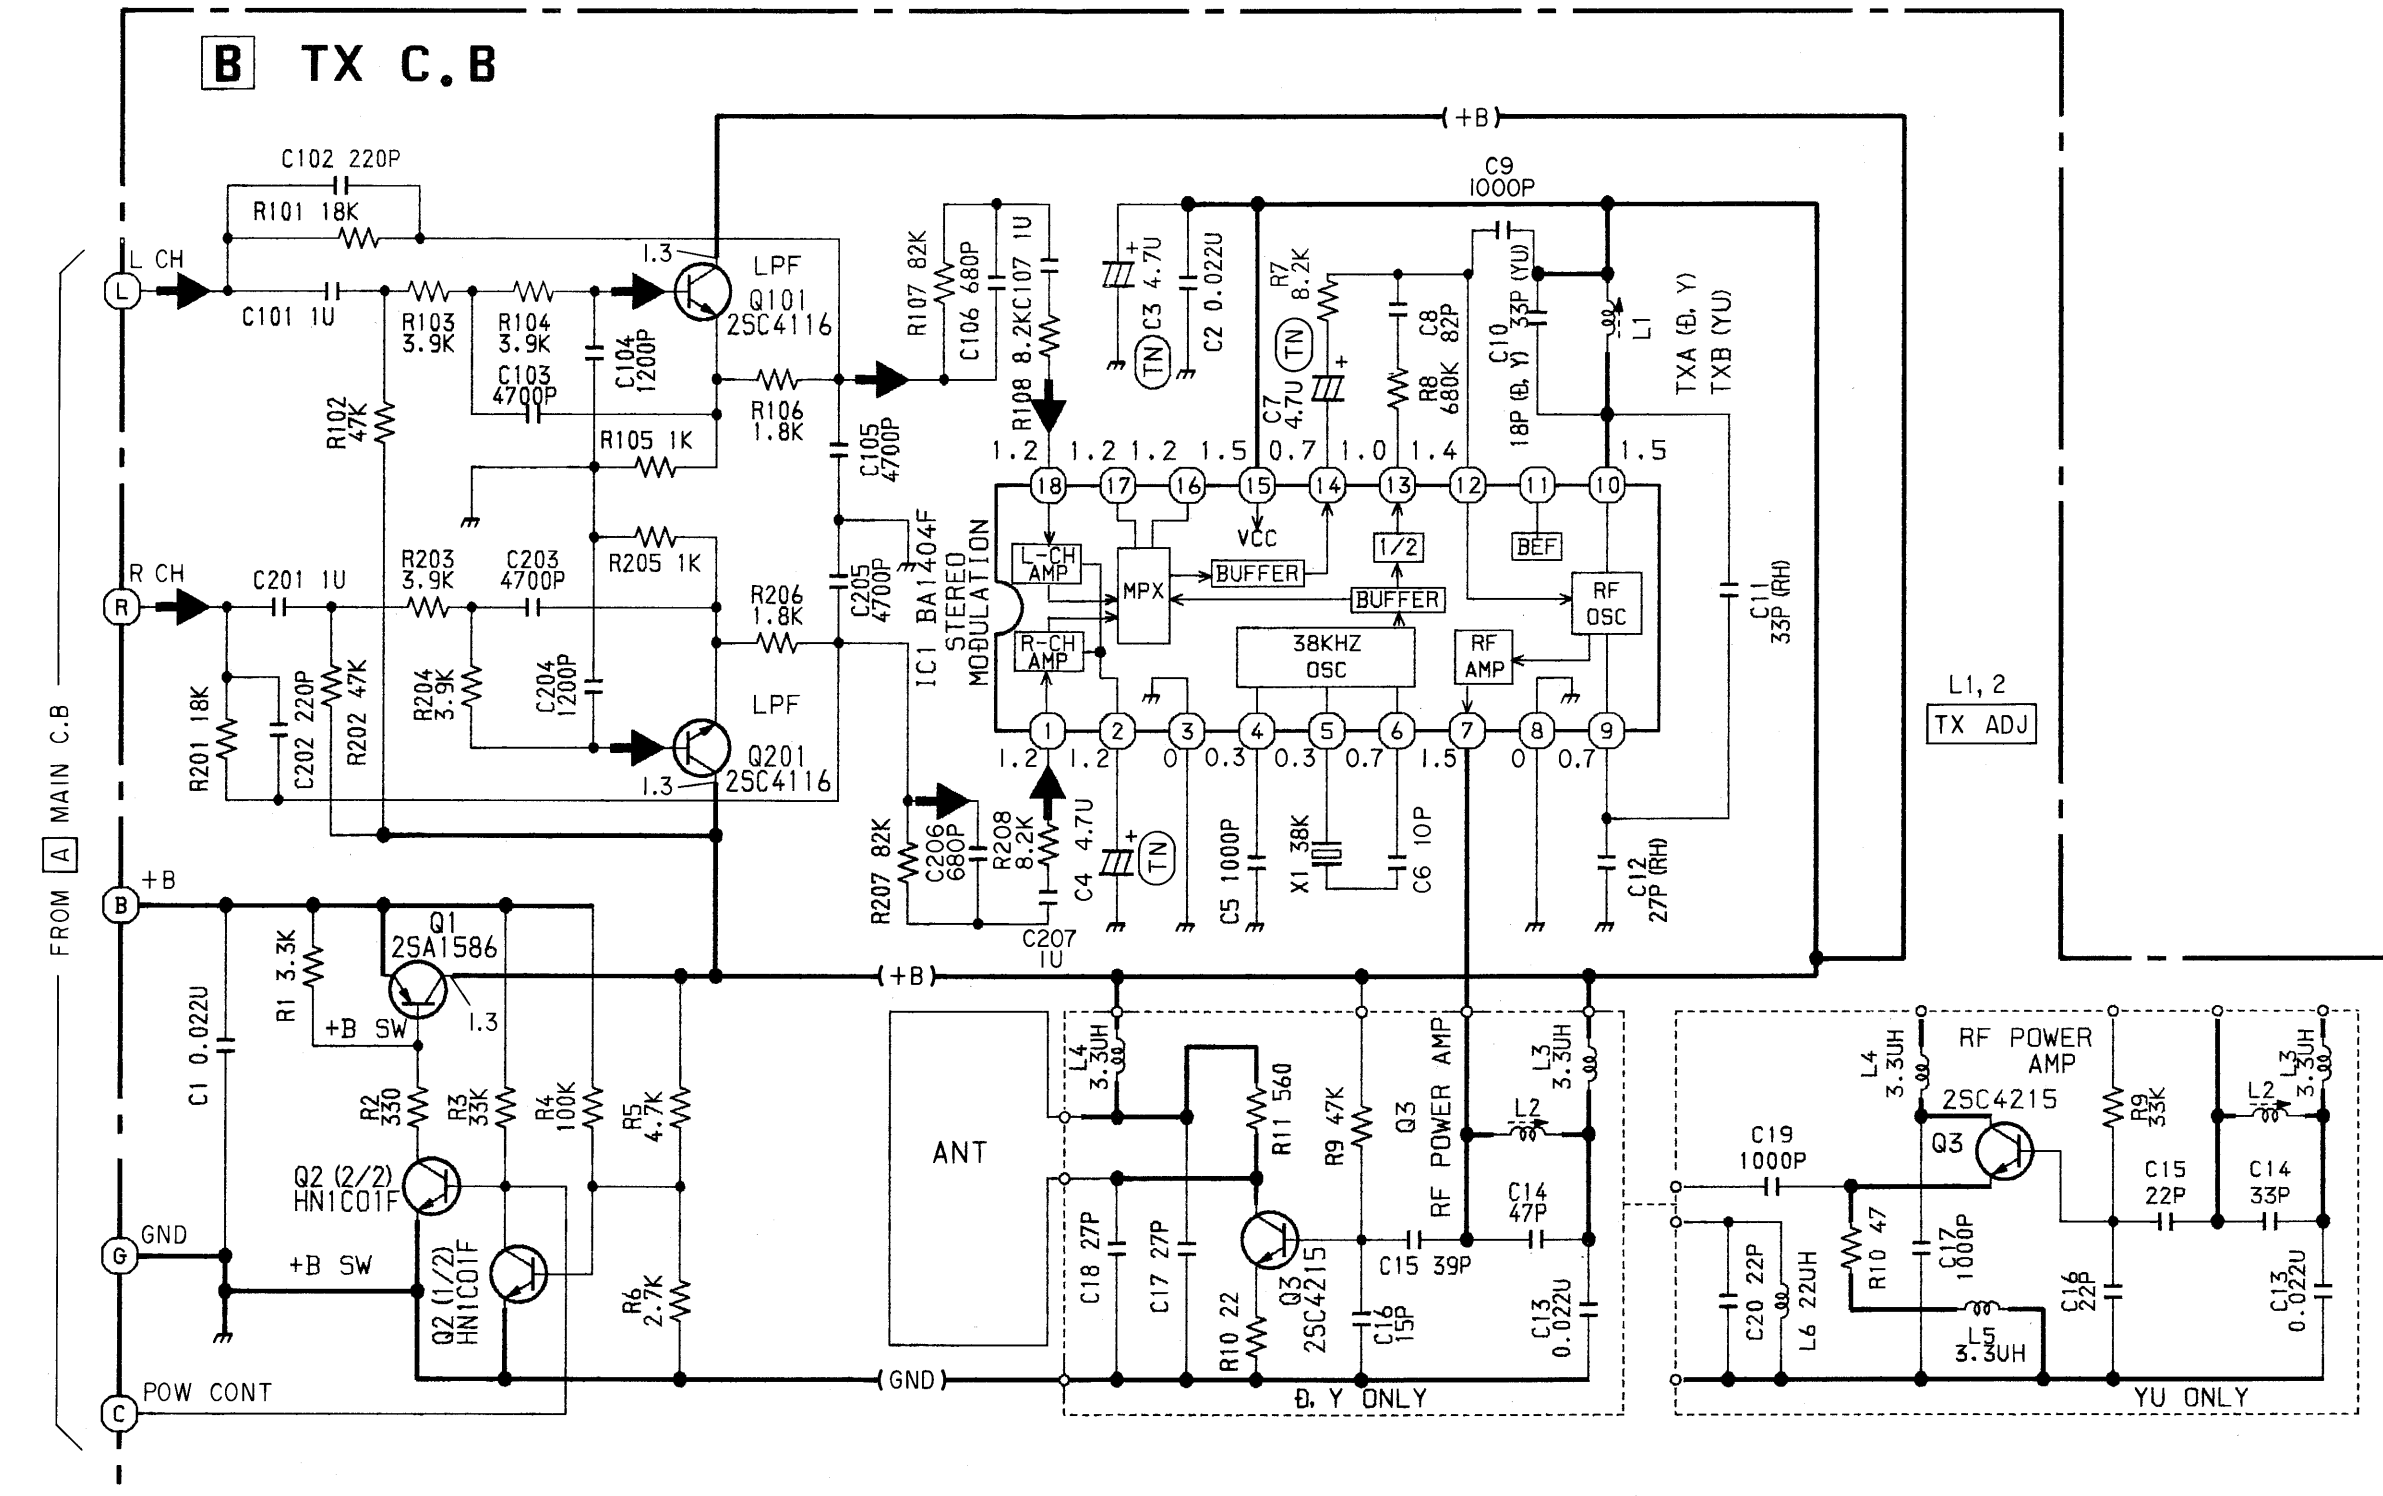 B TX C.B
FROM A MAIN C.B
L CH
L
R CH
R
+B
B
GND
G
POW CONT
C
C102 220P
R101 18K
C101 1U
R103
3.9K
R104
3.9K
C103
4700P
C104
1200P
R102
47K
1.3
LPF
Q101
2SC4116
R106
1.8K
R105 1K
R205 1K
C105
4700P
C205
4700P
C201 1U
R203
3.9K
C203
4700P
R206
1.8K
R201 18K
C202 220P
R202 47K
R204
3.9K
C204
1200P
LPF
Q201
2SC4116
1.3
(+B)
R107 82K
C106 680P
C107 1U
R108 8.2K
C3 4.7U
TN
C2 0.022U
R7
8.2K
TN
C7
4.7U
C8
82P
R8
680K
C9
1000P
C10
33P (YU)
18P (Đ, Y)
L1
TXA (Đ, Y)
TXB (YU)
1.2 1.2 1.2 1.5 0.7 1.0 1.4 1.5
18 17 16 15 14 13 12 11 10
IC1 BA1404F
STEREO
MODULATION
L-CH
AMP
R-CH
AMP
MPX
VCC
BUFFER
1/2
BUFFER
38KHZ
OSC
BEF
RF
OSC
RF
AMP
1 2 3 4 5 6 7 8 9
1.2 1.2 0 0.3 0.3 0.7 1.5 0 0.7
C11
33P (RH)
C12
27P (RH)
L1, 2
TX ADJ
R207 82K
C206
680P
R208
8.2K
C207
1U
C4 4.7U
TN
C5 1000P
X1 38K
C6 10P
C1 0.022U
R1 3.3K
Q1
2SA1586
+B SW
1.3
R2
330
R3
33K
R4
100K
R5
4.7K
R6
2.7K
Q2 (2/2)
HN1C01F
+B SW
Q2 (1/2)
HN1C01F
(+B)
(GND)
ANT
L4
3.3UH
C18 27P
C17 27P
R11 560
R9 47K
Q3
RF POWER AMP
Q3
2SC4215
R10 22
C15 39P
C16
15P
L2
C14
47P
L3
3.3UH
C13
0.022U
Đ, Y ONLY
L4
3.3UH
RF POWER
AMP
2SC4215
Q3
C19
1000P
R10 47
C17
1000P
C20 22P
L6 22UH
L5
3.3UH
R9
33K
C15
22P
C16
22P
L2
L3
3.3UH
C14
33P
C13
0.022U
YU ONLY